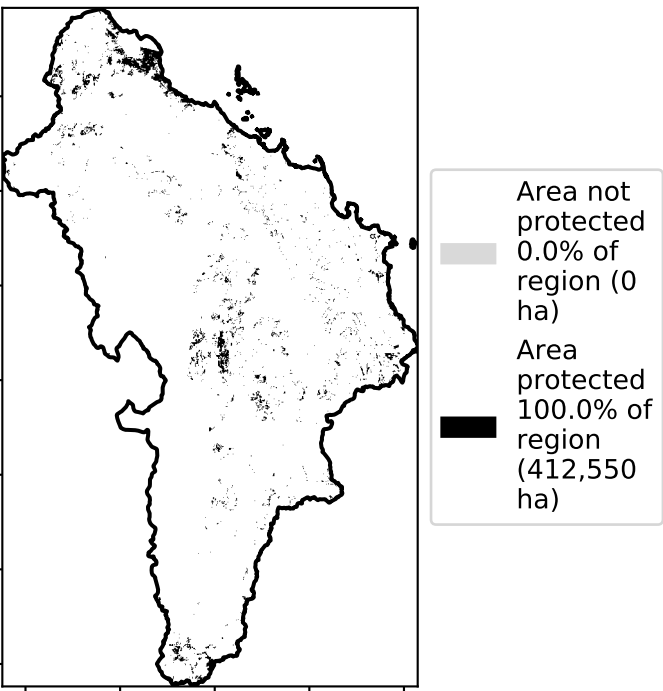 Area not
protected
0.0% of
region (0
ha)
Area
protected
100.0% of
region
(412,550
ha)